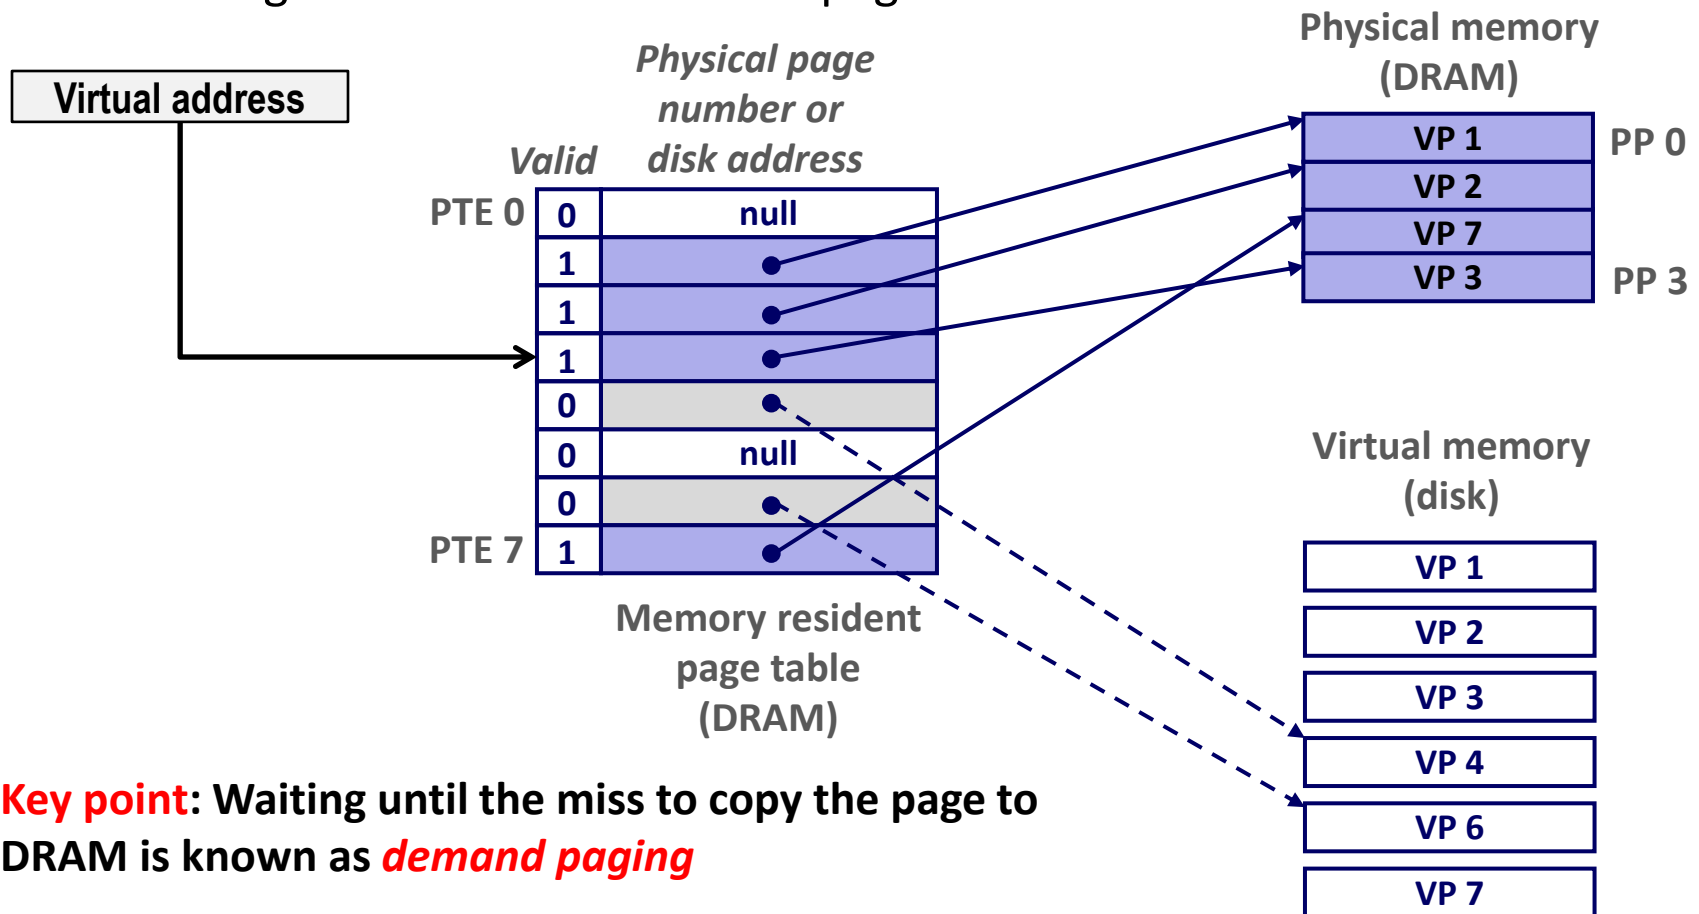 Physical memory
(DRAM)
Physical page
number or
disk address
Virtual address
Valid
VP 1
PP 0
VP 2
VP 7
VP 3
PP 3
PTE 0
0
null
1
1
1
0
0
null
0
PTE 7
1
Memory resident
page table
(DRAM)
Virtual memory
(disk)
VP 1
VP 2
VP 3
VP 4
VP 6
VP 7
Key point: Waiting until the miss to copy the page to
DRAM is known as demand paging